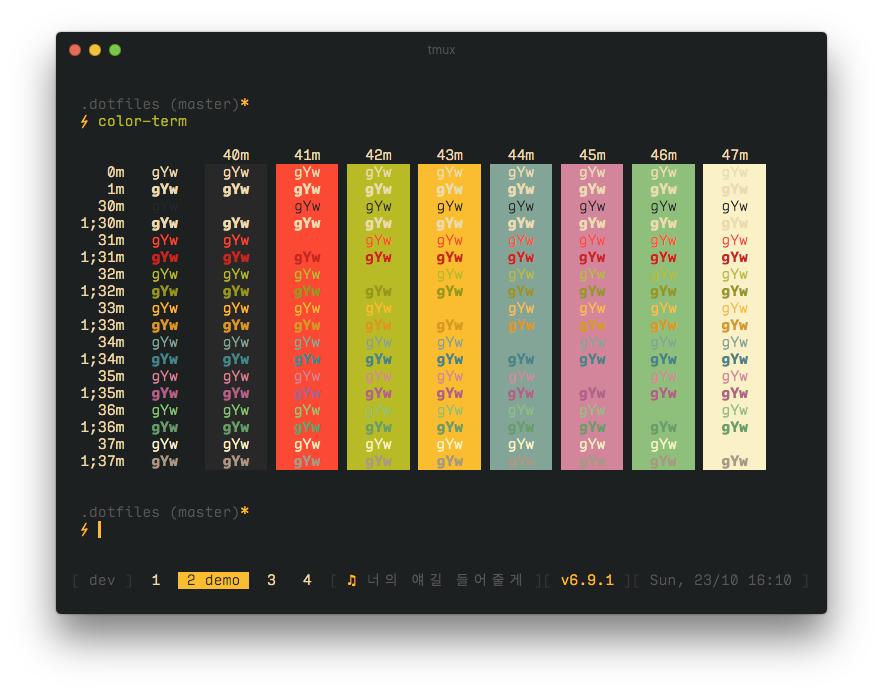 tmux
.dotfiles (master)*
⚡ color-term
40m 41m 42m 43m 44m 45m 46m 47m
0m gYw gYw gYw gYw gYw gYw gYw gYw gYw
1m gYw gYw gYw gYw gYw gYw gYw gYw gYw
30m gYw gYw gYw gYw gYw gYw gYw gYw
1;30m gYw gYw gYw gYw gYw gYw gYw gYw gYw
31m gYw gYw gYw gYw gYw gYw gYw gYw
1;31m gYw gYw gYw gYw gYw gYw gYw gYw gYw
32m gYw gYw gYw gYw gYw gYw gYw gYw
1;32m gYw gYw gYw gYw gYw gYw gYw gYw gYw
33m gYw gYw gYw gYw gYw gYw gYw gYw
1;33m gYw gYw gYw gYw gYw gYw gYw gYw gYw
34m gYw gYw gYw gYw gYw gYw gYw gYw
1;34m gYw gYw gYw gYw gYw gYw gYw gYw gYw
35m gYw gYw gYw gYw gYw gYw gYw gYw
1;35m gYw gYw gYw gYw gYw gYw gYw gYw gYw
36m gYw gYw gYw gYw gYw gYw gYw gYw
1;36m gYw gYw gYw gYw gYw gYw gYw gYw gYw
37m gYw gYw gYw gYw gYw gYw gYw gYw
1;37m gYw gYw gYw gYw gYw gYw gYw gYw gYw
.dotfiles (master)*
⚡
[ dev ] 1 2 demo 3 4 [ ♫ 너의 얘길 들어줄게 ][ v6.9.1 ][ Sun, 23/10 16:10 ]